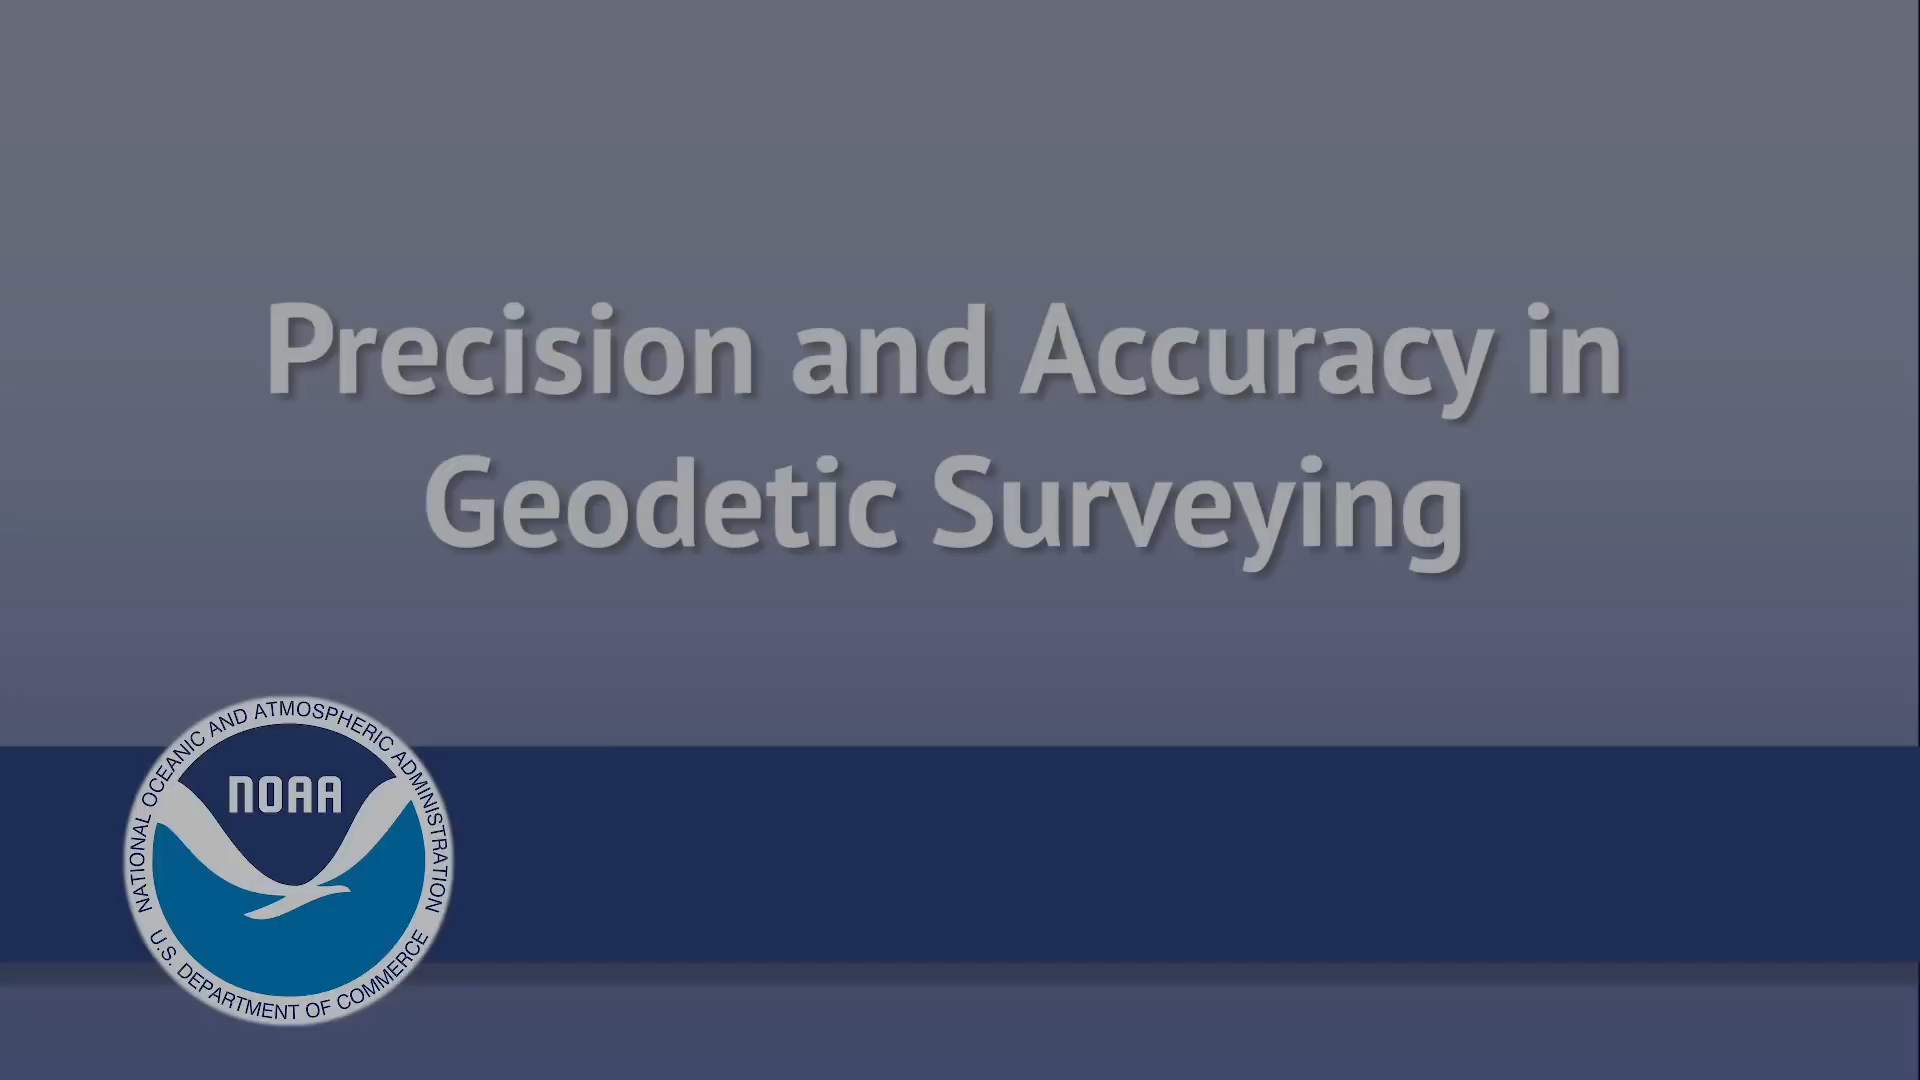 Precision and Accuracy in
Geodetic Surveying
NATIONAL OCEANIC AND ATMOSPHERIC ADMINISTRATION
NOAA
U.S. DEPARTMENT OF COMMERCE